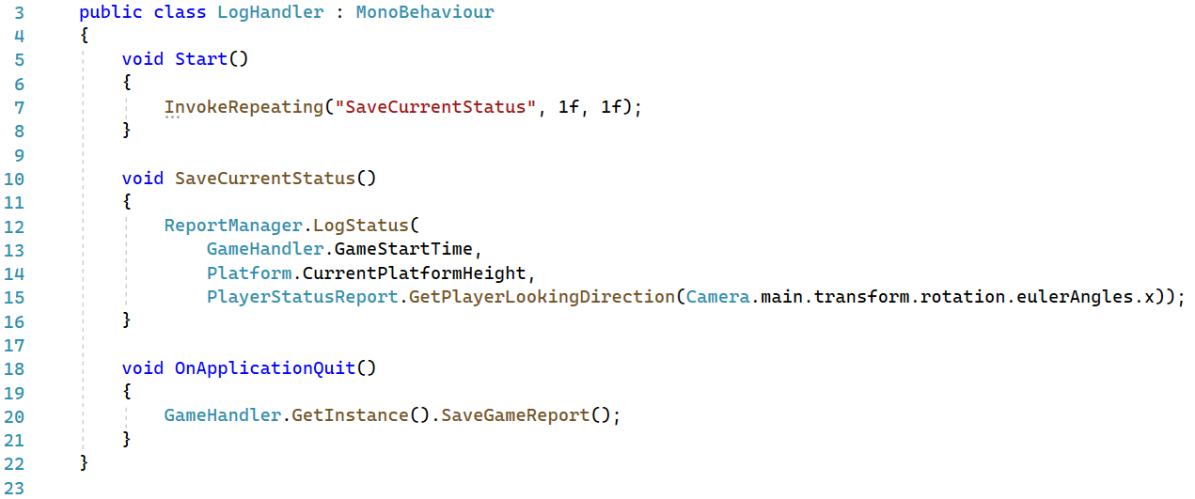 3 public class LogHandler : MonoBehaviour
4 {
5 void Start()
6 {
7 InvokeRepeating("SaveCurrentStatus", 1f, 1f);
8 }
9
10 void SaveCurrentStatus()
11 {
12 ReportManager.LogStatus(
13 GameHandler.GameStartTime,
14 Platform.CurrentPlatformHeight,
15 PlayerStatusReport.GetPlayerLookingDirection(Camera.main.transform.rotation.eulerAngles.x));
16 }
17
18 void OnApplicationQuit()
19 {
20 GameHandler.GetInstance().SaveGameReport();
21 }
22 }
23